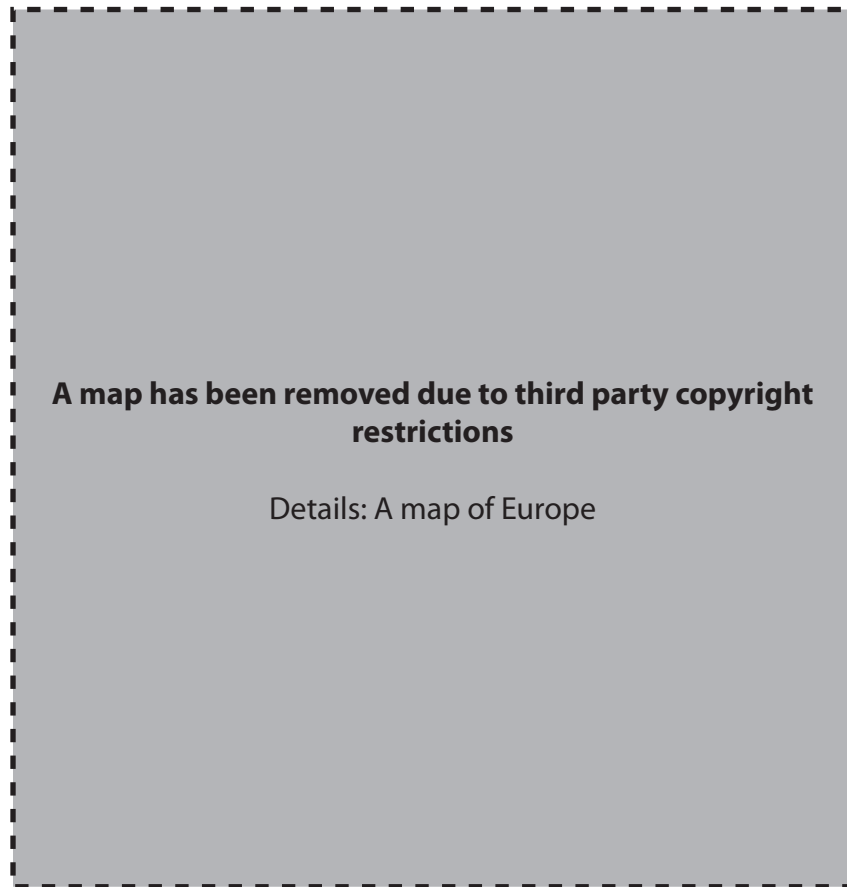 A map has been removed due to third party copyright
restrictions
Details: A map of Europe